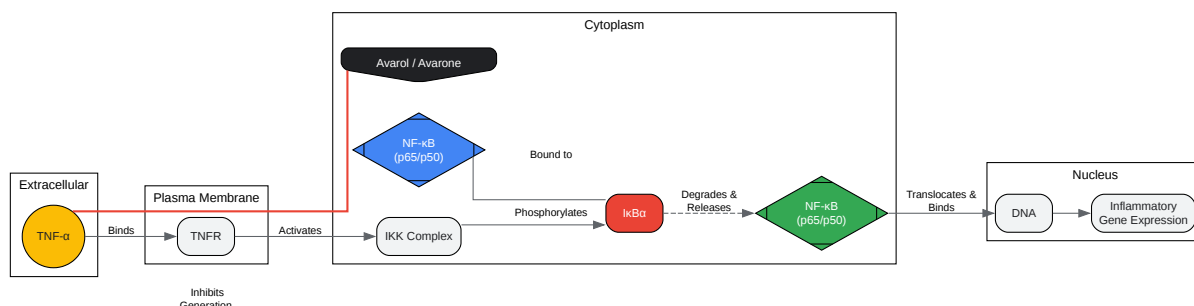 Cytoplasm
Avarol / Avarone
NF-κB
(p65/p50)
Bound to
Extracellular
Plasma Membrane
Nucleus
TNF-α
Binds
TNFR
Activates
IKK Complex
Phosphorylates
IκBα
Degrades &
Releases
NF-κB
(p65/p50)
Translocates &
Binds
DNA
Inflammatory
Gene Expression
Inhibits
Generation